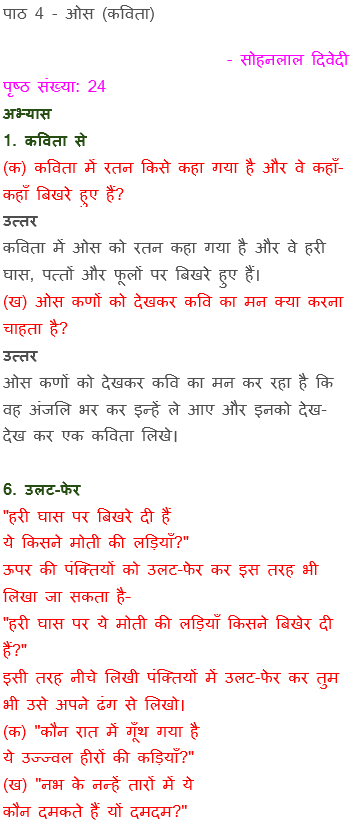 पाठ 4 - ओस (कविता)
- सोहनलाल दिवेदी
पृष्ठ संख्या: 24
अभ्यास
1. कविता से
(क) कविता में रतन किसे कहा गया है और वे कहाँ-
कहाँ बिखरे हुए हैं?
उत्तर
कविता में ओस को रतन कहा गया है और वे हरी
घास, पत्तों और फूलों पर बिखरे हुए हैं।
(ख) ओस कणों को देखकर कवि का मन क्या करना
चाहता है?
उत्तर
ओस कणों को देखकर कवि का मन कर रहा है कि
वह अंजलि भर कर इन्हें ले आए और इनको देख-
देख कर एक कविता लिखे।
6. उलट-फेर
"हरी घास पर बिखरे दी हैं
ये किसने मोती की लड़ियाँ?"
ऊपर की पंक्तियों को उलट-फेर कर इस तरह भी
लिखा जा सकता है-
"हरी घास पर ये मोती की लड़ियाँ किसने बिखेर दी
हैं?"
इसी तरह नीचे लिखी पंक्तियों में उलट-फेर कर तुम
भी उसे अपने ढंग से लिखो।
(क) "कौन रात में गूँथ गया है
ये उज्ज्वल हीरों की कड़ियाँ?"
(ख) "नभ के नन्हें तारों में ये
कौन दमकते हैं यों दमदम?"